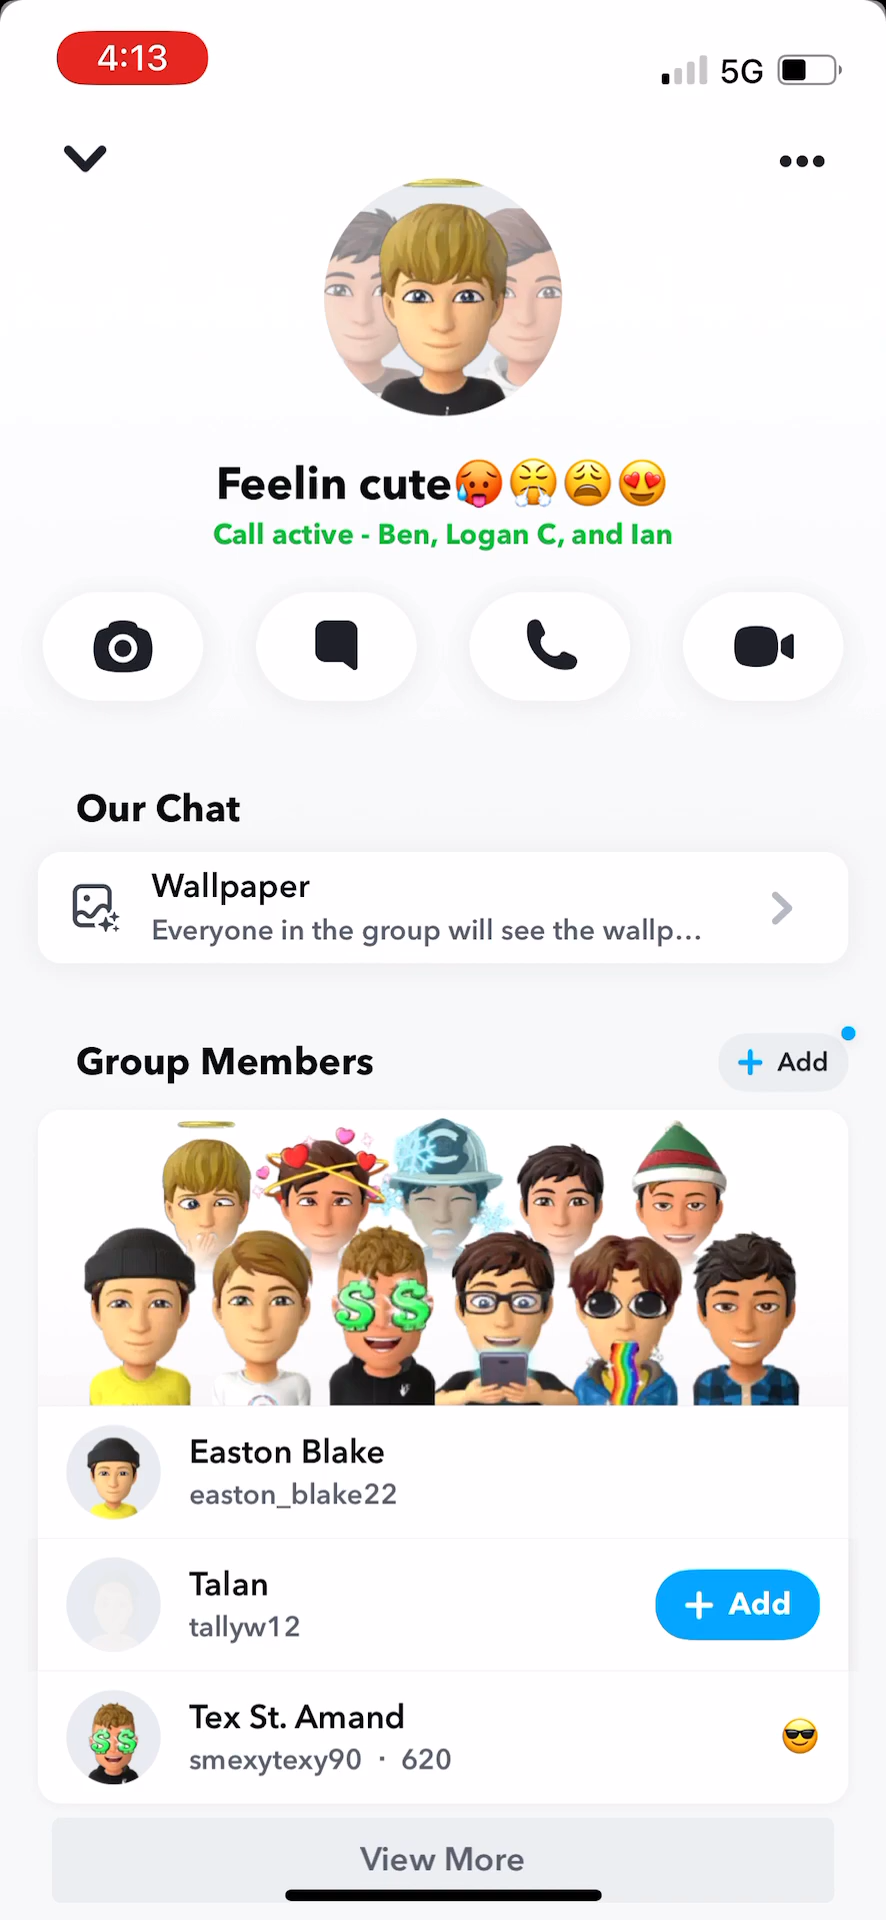 4:13
5G
Feelin cute🥵😤😩😍
Call active - Ben, Logan C, and Ian
Our Chat
Wallpaper
Everyone in the group will see the wallp...
Group Members
+ Add
Easton Blake
easton_blake22
Talan
tallyw12
+ Add
Tex St. Amand
smexytexy90 · 620
View More